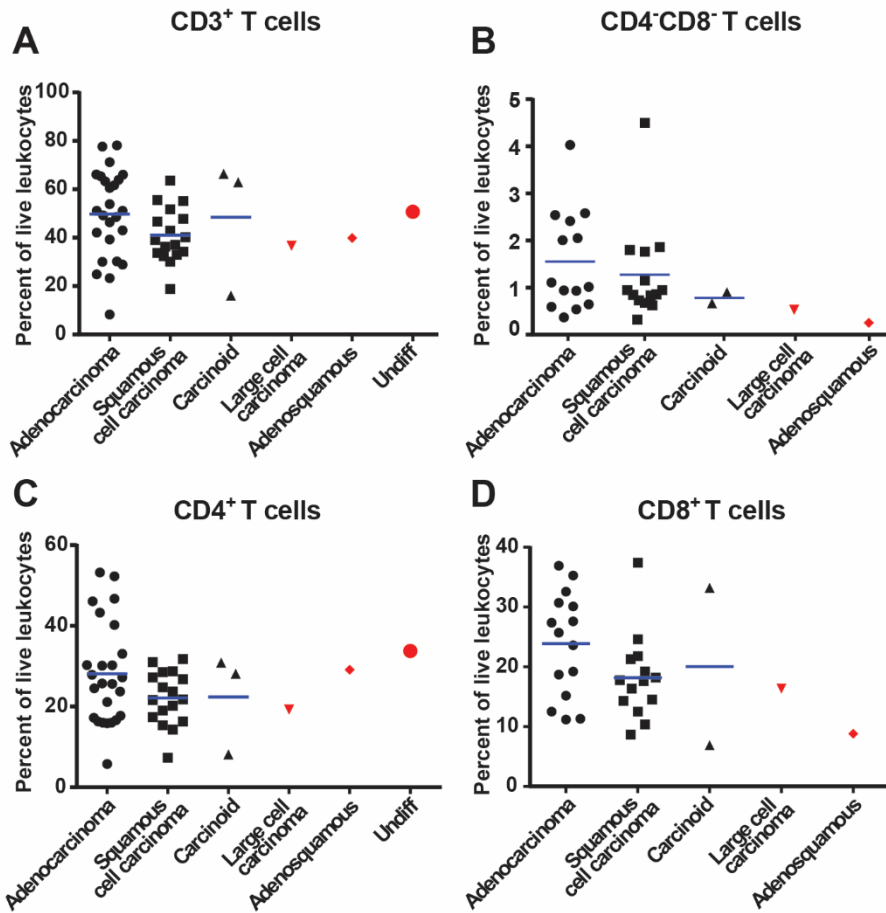 A
CD3⁺ T cells
Percent of live leukocytes
100
80
60
40
20
0
Adenocarcinoma
Squamous
cell carcinoma
Carcinoid
Large cell
carcinoma
Adenosquamous
Undiff
B
CD4⁻CD8⁻ T cells
Percent of live leukocytes
5
4
3
2
1
0
Adenocarcinoma
Squamous
cell carcinoma
Carcinoid
Large cell
carcinoma
Adenosquamous
C
CD4⁺ T cells
Percent of live leukocytes
60
40
20
0
Adenocarcinoma
Squamous
cell carcinoma
Carcinoid
Large cell
carcinoma
Adenosquamous
Undiff
D
CD8⁺ T cells
Percent of live leukocytes
40
30
20
10
0
Adenocarcinoma
Squamous
cell carcinoma
Carcinoid
Large cell
carcinoma
Adenosquamous